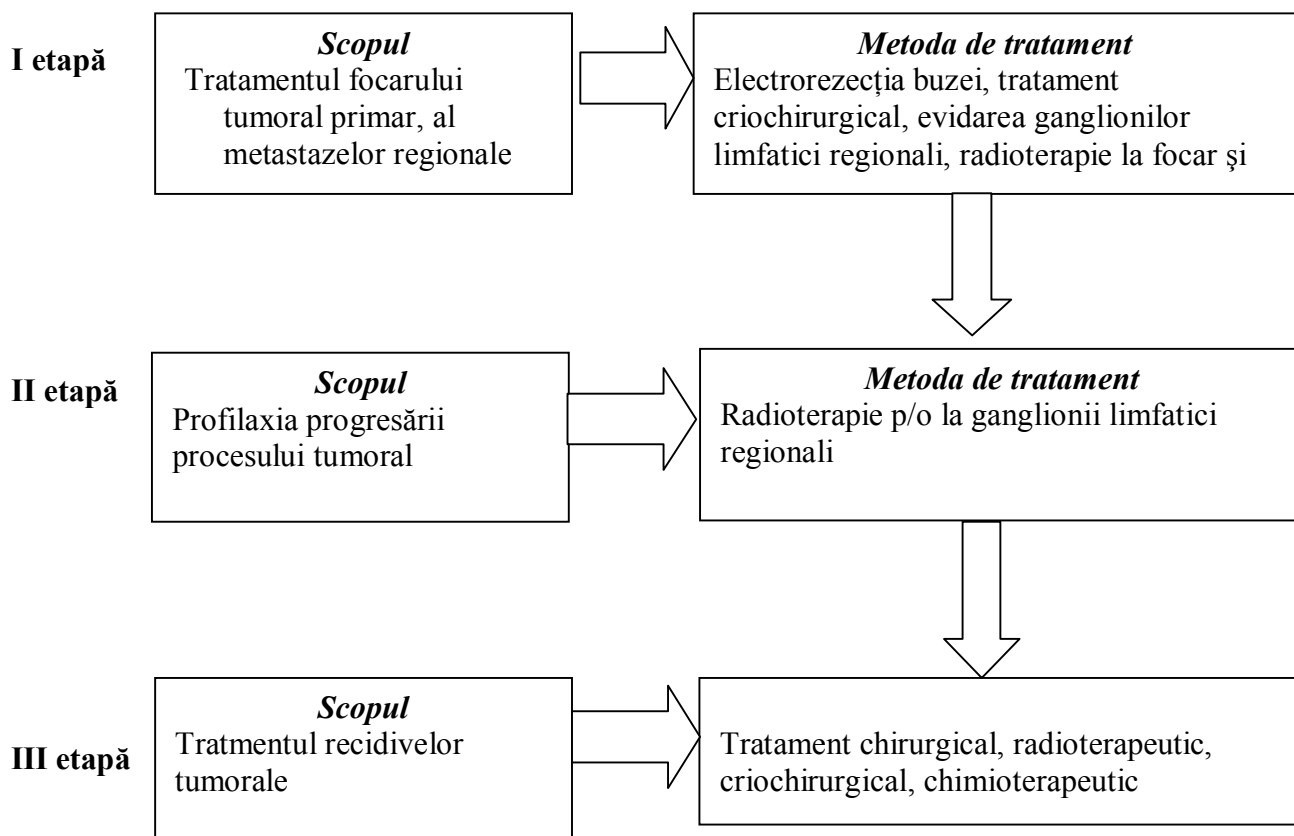 I etapă
Scopul
Tratamentul focarului
tumoral primar, al
metastazelor regionale
Metoda de tratament
Electrorezecția buzei, tratament
criochirurgical, evidarea ganglionilor
limfatici regionali, radioterapie la focar şi
II etapă
Scopul
Profilaxia progresării
procesului tumoral
Metoda de tratament
Radioterapie p/o la ganglionii limfatici
regionali
III etapă
Scopul
Tratmentul recidivelor
tumorale
Tratament chirurgical, radioterapeutic,
criochirurgical, chimioterapeutic